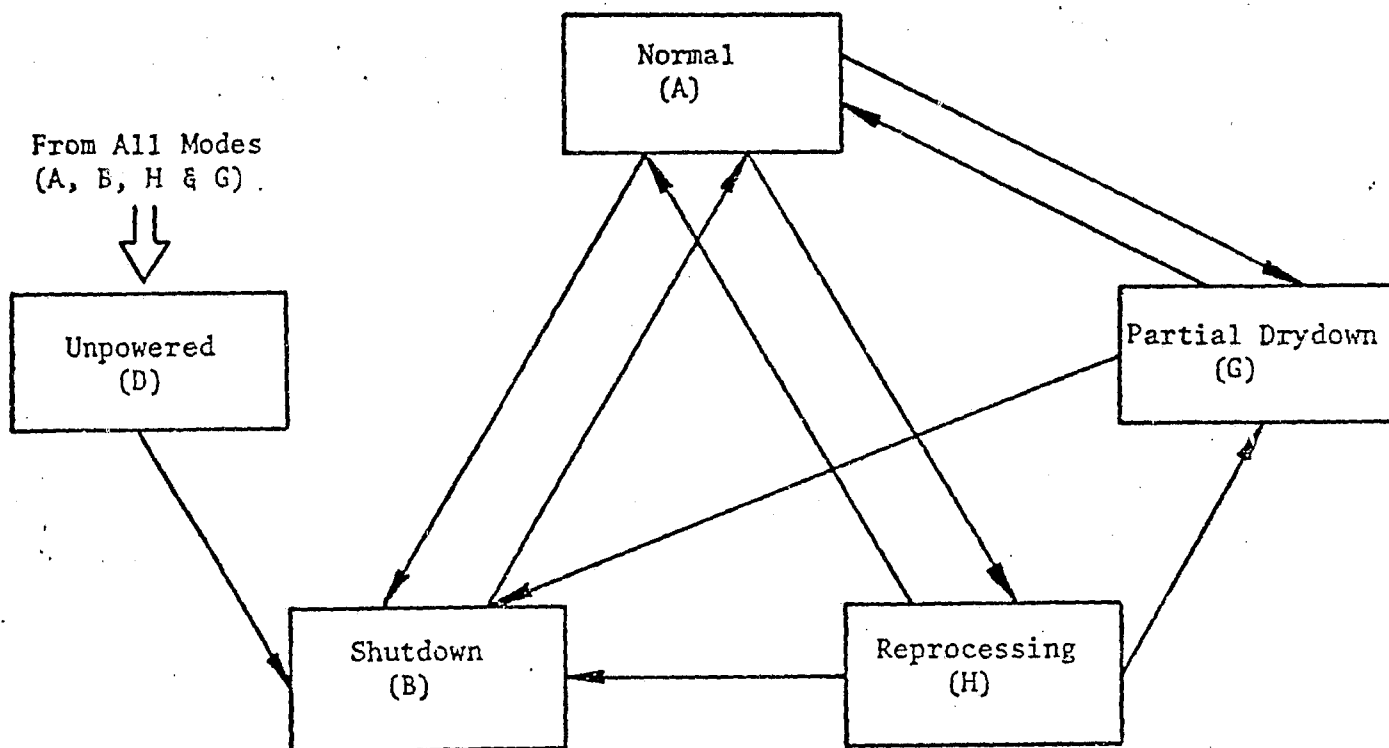 Normal
(A)
From All Modes
(A, B, H & G)
Unpowered
(D)
Partial Drydown
(G)
Shutdown
(B)
Reprocessing
(H)